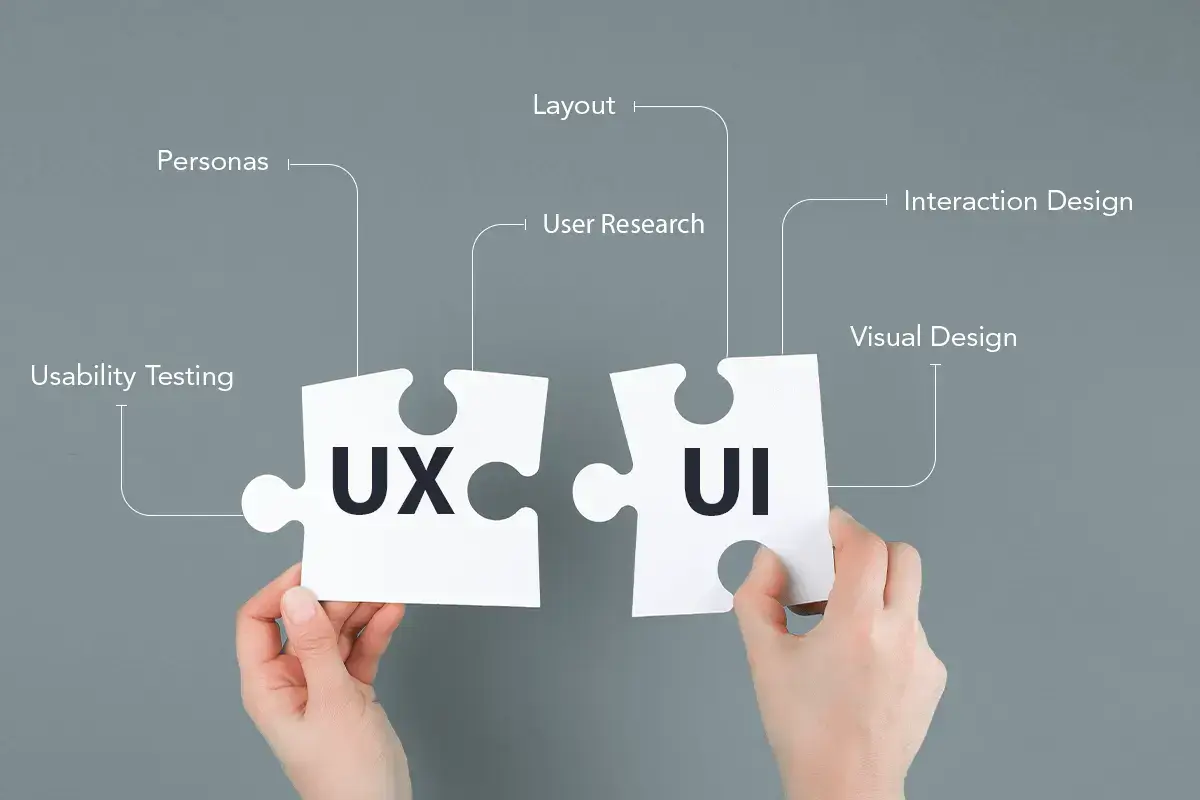 Layout
Personas
Interaction Design
User Research
Visual Design
Usability Testing
UX
UI